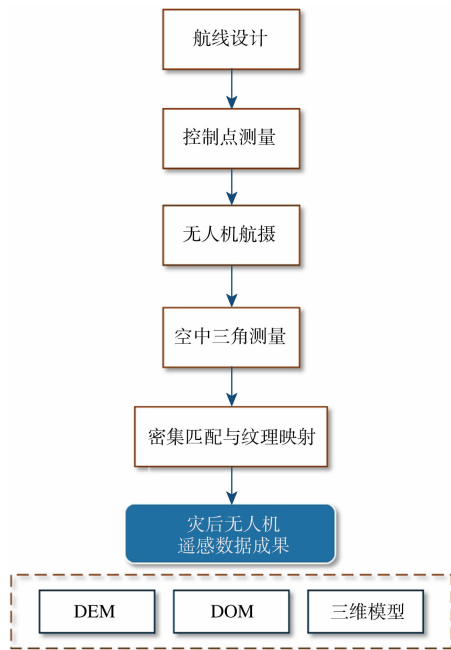 航线设计
控制点测量
无人机航摄
空中三角测量
密集匹配与纹理映射
灾后无人机
遥感数据成果
DEM DOM 三维模型